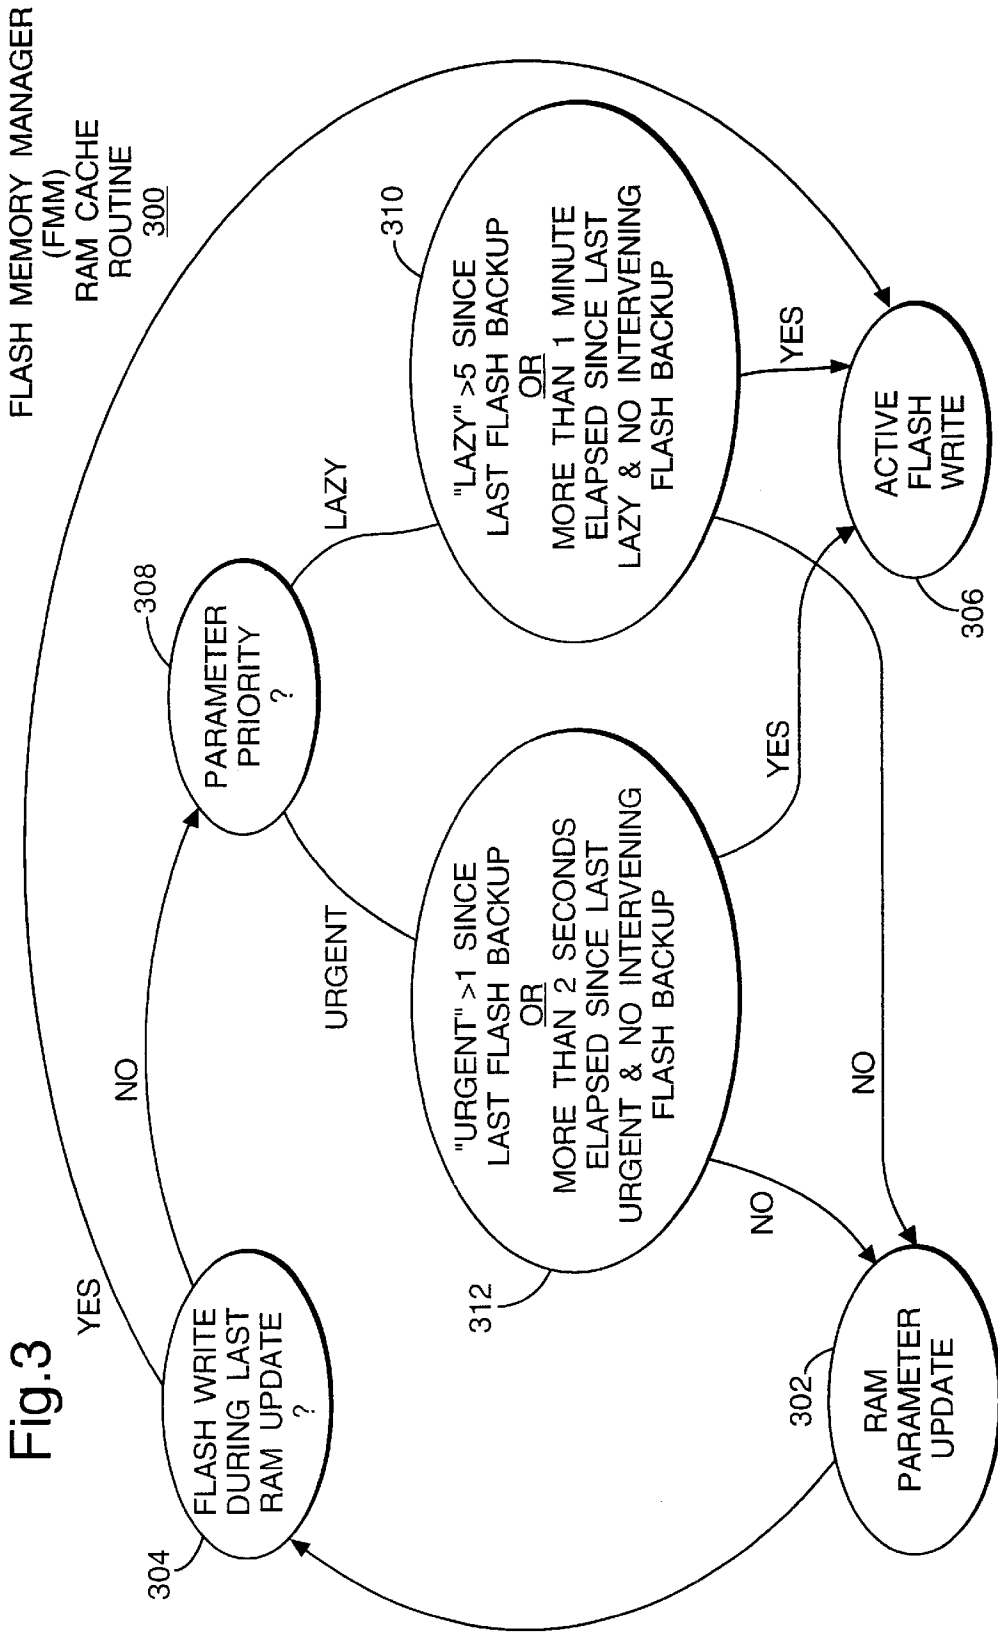 Fig.3
FLASH MEMORY MANAGER
(FMM)
RAM CACHE
ROUTINE
300
YES
304
FLASH WRITE
DURING LAST
RAM UPDATE
?
NO
308
PARAMETER
PRIORITY
?
URGENT
LAZY
312
"URGENT" >1 SINCE
LAST FLASH BACKUP
OR
MORE THAN 2 SECONDS
ELAPSED SINCE LAST
URGENT & NO INTERVENING
FLASH BACKUP
310
"LAZY" >5 SINCE
LAST FLASH BACKUP
OR
MORE THAN 1 MINUTE
ELAPSED SINCE LAST
LAZY & NO INTERVENING
FLASH BACKUP
NO
YES
YES
NO
302
RAM
PARAMETER
UPDATE
306
ACTIVE
FLASH
WRITE